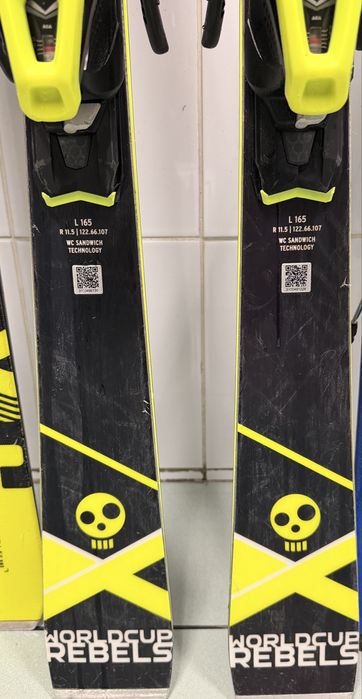 L 165
R 11.5 | 122.66.107
WC SANDWICH
TECHNOLOGY
WORLDCUP
REBELS
L 165
R 11.5 | 122.66.107
WC SANDWICH
TECHNOLOGY
WORLDCUP
REBELS